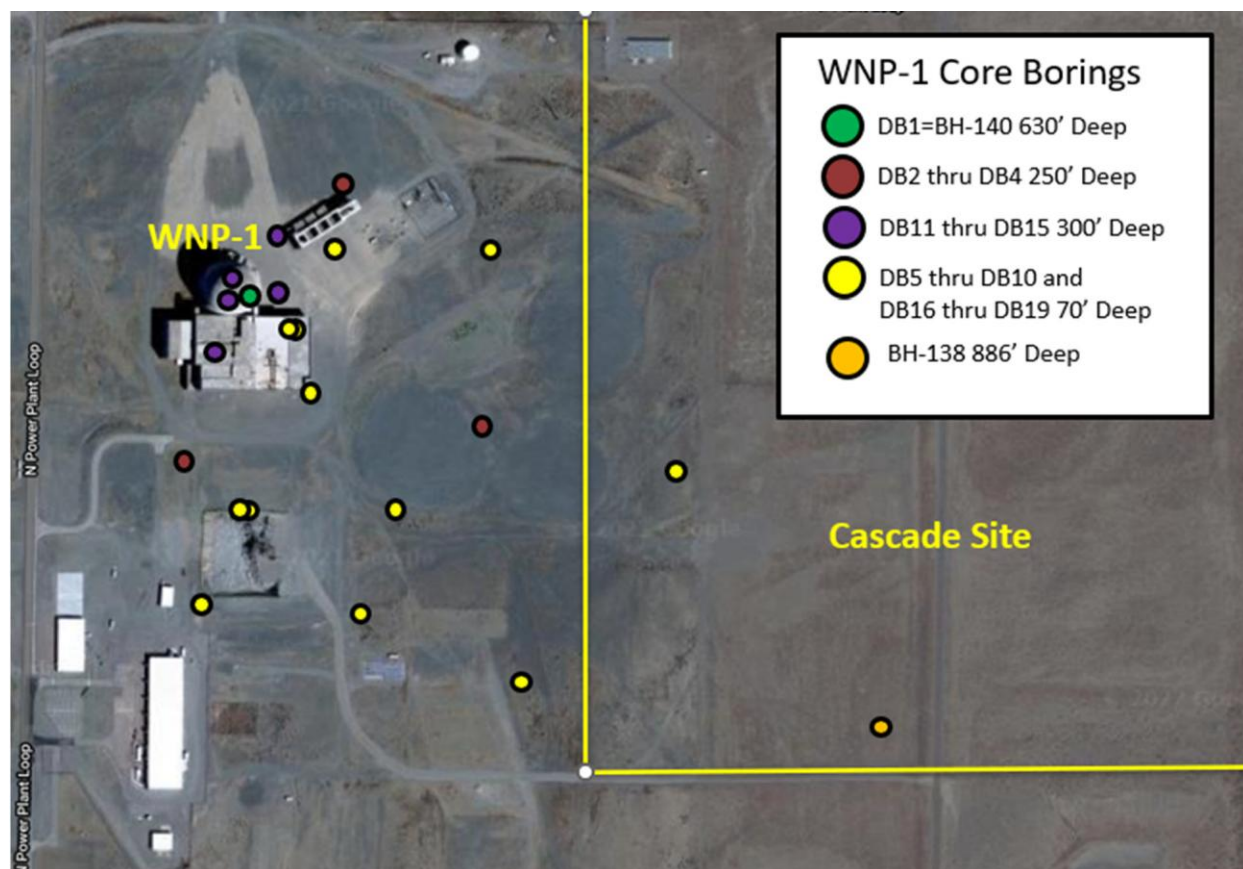 WNP-1 Core Borings
DB1=BH-140 630’ Deep
DB2 thru DB4 250’ Deep
DB11 thru DB15 300’ Deep
DB5 thru DB10 and
DB16 thru DB19 70’ Deep
BH-138 886’ Deep
WNP-1
N Power Plant Loop
Cascade Site
N Power Plant Loop